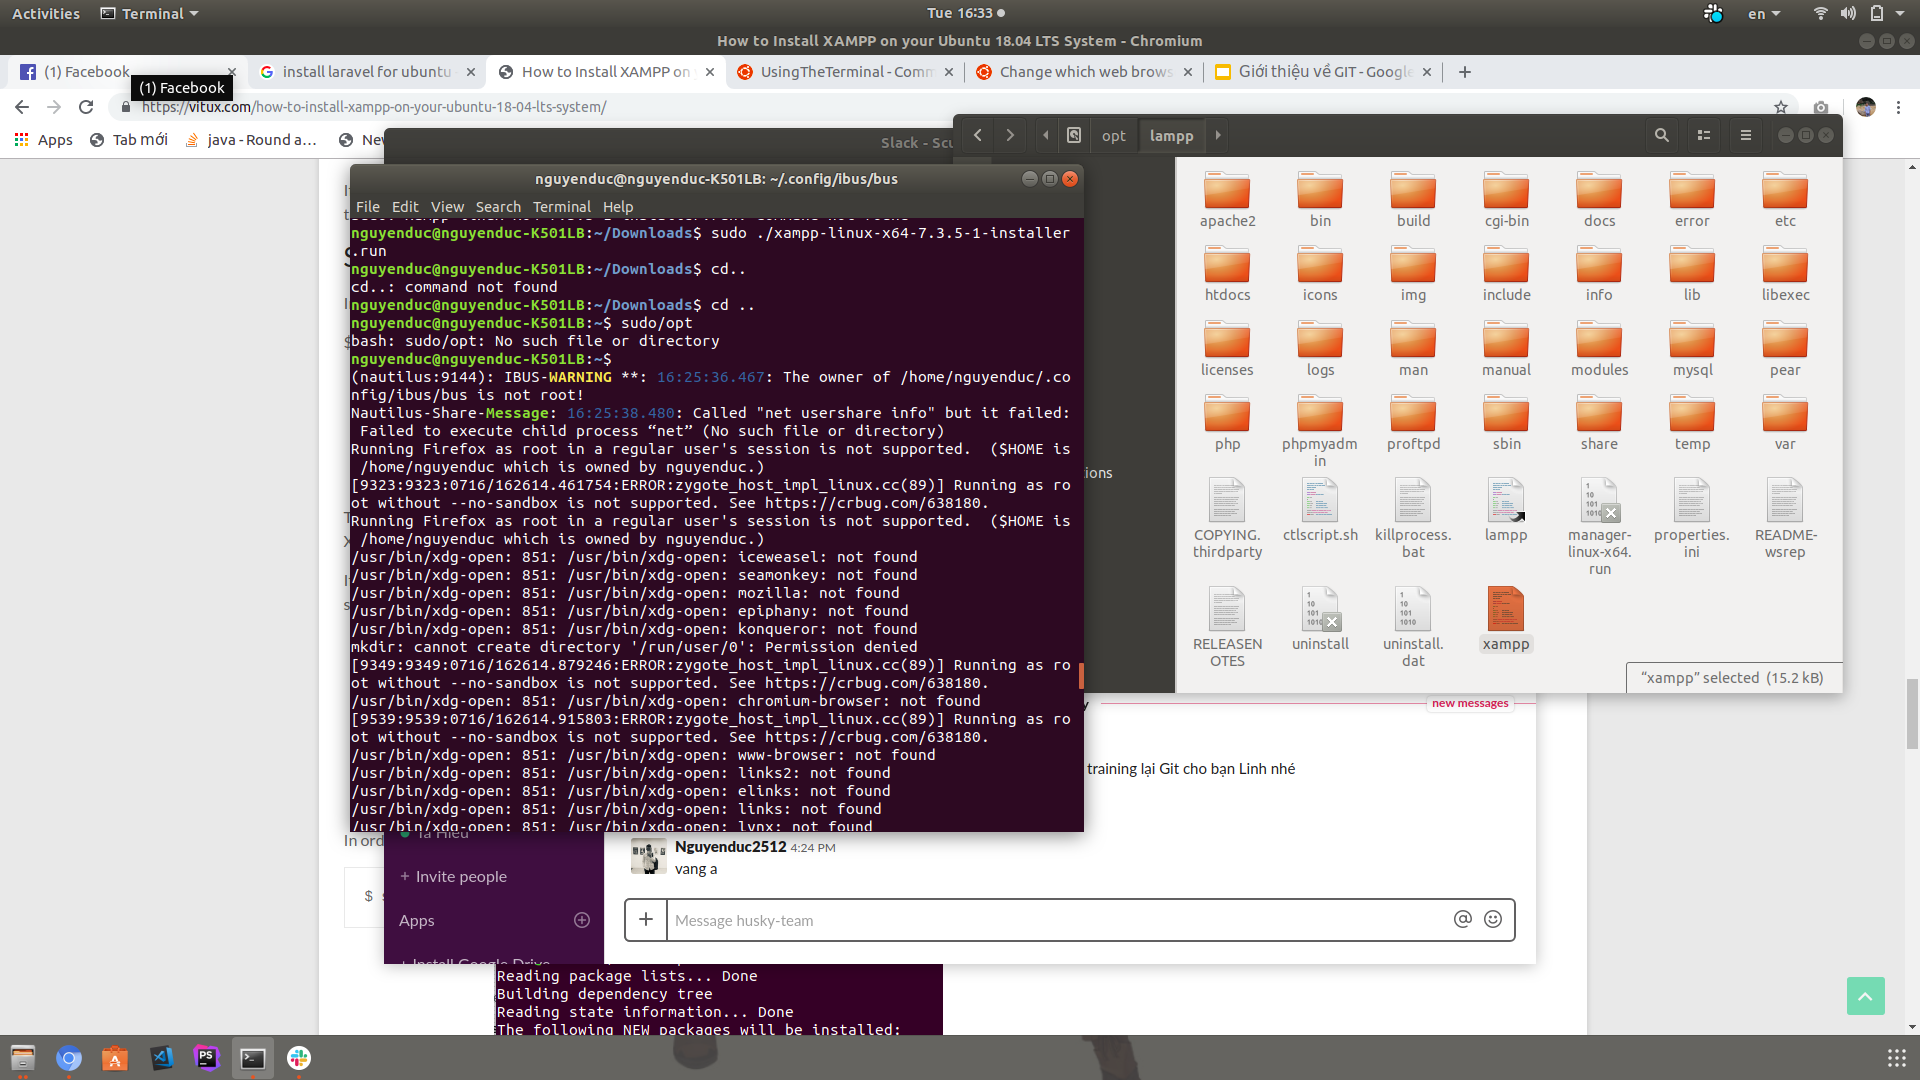 Activities
Terminal
Tue 16:33
en
How to Install XAMPP on your Ubuntu 18.04 LTS System - Chromium
(1) Facebook
install laravel for ubuntu
How to Install XAMPP on
UsingTheTerminal - Comm
Change which web brows
Giới thiệu về GIT - Google
(1) Facebook
https://vitux.com/how-to-install-xampp-on-your-ubuntu-18-04-lts-system/
Apps
Tab mới
java - Round a...
Slack - Scu
opt
lampp
nguyenduc@nguyenduc-K501LB: ~/.config/ibus/bus
File Edit View Search Terminal Help
nguyenduc@nguyenduc-K501LB:~/Downloads$ sudo ./xampp-linux-x64-7.3.5-1-installer
.run
nguyenduc@nguyenduc-K501LB:~/Downloads$ cd..
cd..: command not found
nguyenduc@nguyenduc-K501LB:~/Downloads$ cd ..
nguyenduc@nguyenduc-K501LB:~$ sudo/opt
bash: sudo/opt: No such file or directory
nguyenduc@nguyenduc-K501LB:~$
(nautilus:9144): IBUS-WARNING **: 16:25:36.467: The owner of /home/nguyenduc/.co
nfig/ibus/bus is not root!
Nautilus-Share-Message: 16:25:38.480: Called "net usershare info" but it failed:
Failed to execute child process “net” (No such file or directory)
Running Firefox as root in a regular user's session is not supported.  ($HOME is
/home/nguyenduc which is owned by nguyenduc.)
[9323:9323:0716/162614.461754:ERROR:zygote_host_impl_linux.cc(89)] Running as ro
ot without --no-sandbox is not supported. See https://crbug.com/638180.
Running Firefox as root in a regular user's session is not supported.  ($HOME is
/home/nguyenduc which is owned by nguyenduc.)
/usr/bin/xdg-open: 851: /usr/bin/xdg-open: iceweasel: not found
/usr/bin/xdg-open: 851: /usr/bin/xdg-open: seamonkey: not found
/usr/bin/xdg-open: 851: /usr/bin/xdg-open: mozilla: not found
/usr/bin/xdg-open: 851: /usr/bin/xdg-open: epiphany: not found
/usr/bin/xdg-open: 851: /usr/bin/xdg-open: konqueror: not found
mkdir: cannot create directory '/run/user/0': Permission denied
[9349:9349:0716/162614.879246:ERROR:zygote_host_impl_linux.cc(89)] Running as ro
ot without --no-sandbox is not supported. See https://crbug.com/638180.
/usr/bin/xdg-open: 851: /usr/bin/xdg-open: chromium-browser: not found
[9539:9539:0716/162614.915803:ERROR:zygote_host_impl_linux.cc(89)] Running as ro
ot without --no-sandbox is not supported. See https://crbug.com/638180.
/usr/bin/xdg-open: 851: /usr/bin/xdg-open: www-browser: not found
/usr/bin/xdg-open: 851: /usr/bin/xdg-open: links2: not found
/usr/bin/xdg-open: 851: /usr/bin/xdg-open: elinks: not found
/usr/bin/xdg-open: 851: /usr/bin/xdg-open: links: not found
/usr/bin/xdg-open: 851: /usr/bin/xdg-open: lynx: not found
apache2 bin build cgi-bin docs error etc
htdocs icons img include info lib libexec
licenses logs man manual modules mysql pear
php phpmyadm proftpd sbin share temp var
in
COPYING. ctlscript.sh killprocess. lampp manager- properties. README-
thirdparty bat linux-x64. ini wsrep
run
RELEASEN uninstall uninstall. xampp
OTES dat
“xampp” selected (15.2 kB)
ions
new messages
training lại Git cho bạn Linh nhé
Nguyenduc2512 4:24 PM
vang a
Message husky-team
Ta Hieu
+ Invite people
Apps
+ Install Google Drive
In ord
$ s
Reading package lists... Done
Building dependency tree
Reading state information... Done
The following NEW packages will be installed: